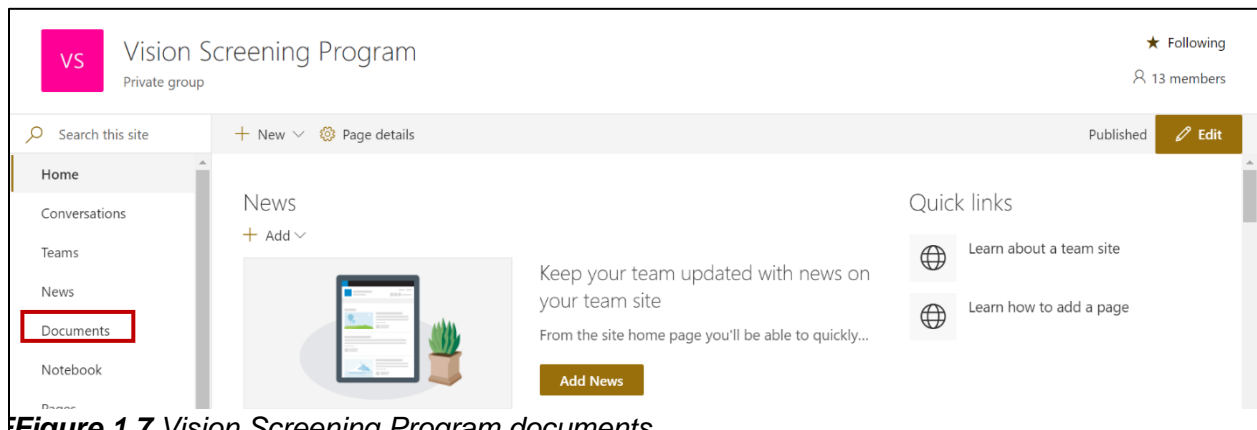 VS
Vision Screening Program
Private group
Following
13 members
Search this site
+ New
Page details
Published
Edit
Home
Conversations
Teams
News
Documents
Notebook
Pages
News
+ Add
Keep your team updated with news on
your team site
From the site home page you'll be able to quickly...
Add News
Quick links
Learn about a team site
Learn how to add a page
Figure 1.7 Vision Screening Program documents